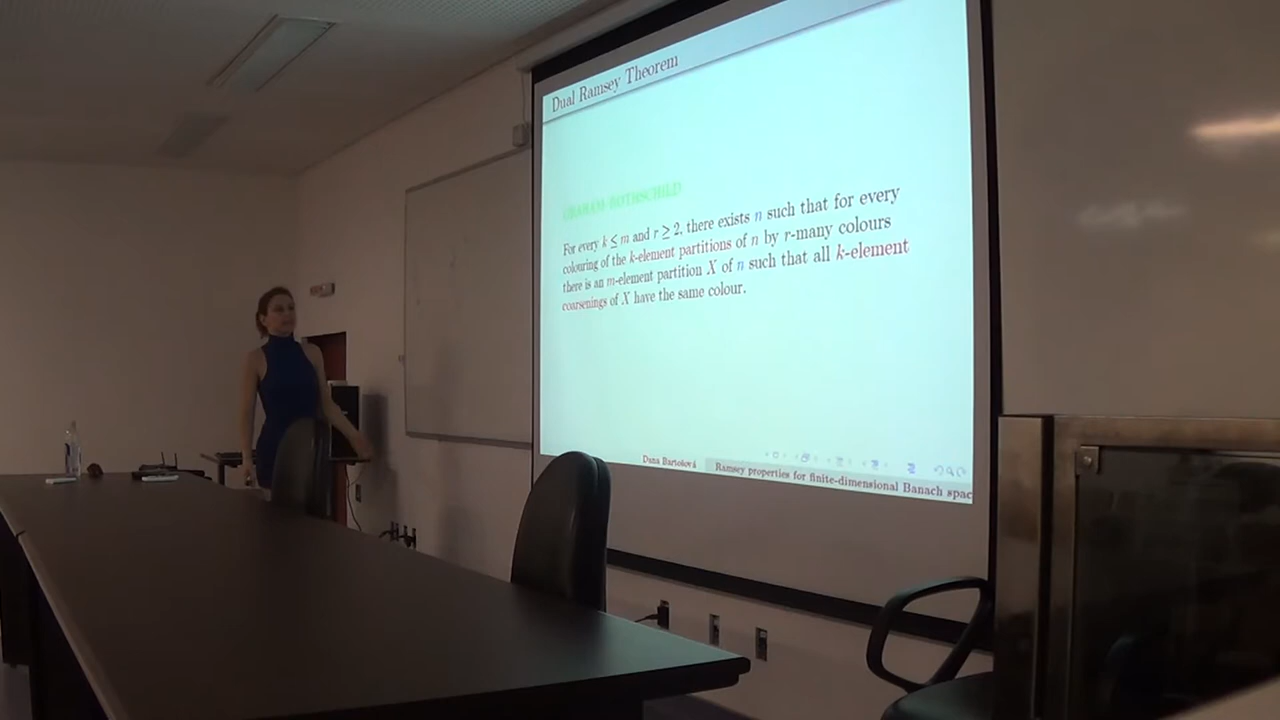 Dual Ramsey Theorem
GRAHAM-ROTHSCHILD
For every k ≤ m and r ≥ 2, there exists n such that for every
colouring of the k-element partitions of n by r-many colours
there is an m-element partition X of n such that all k-element
coarsenings of X have the same colour.
Dana Bartošová
Ramsey properties for finite-dimensional Banach spac